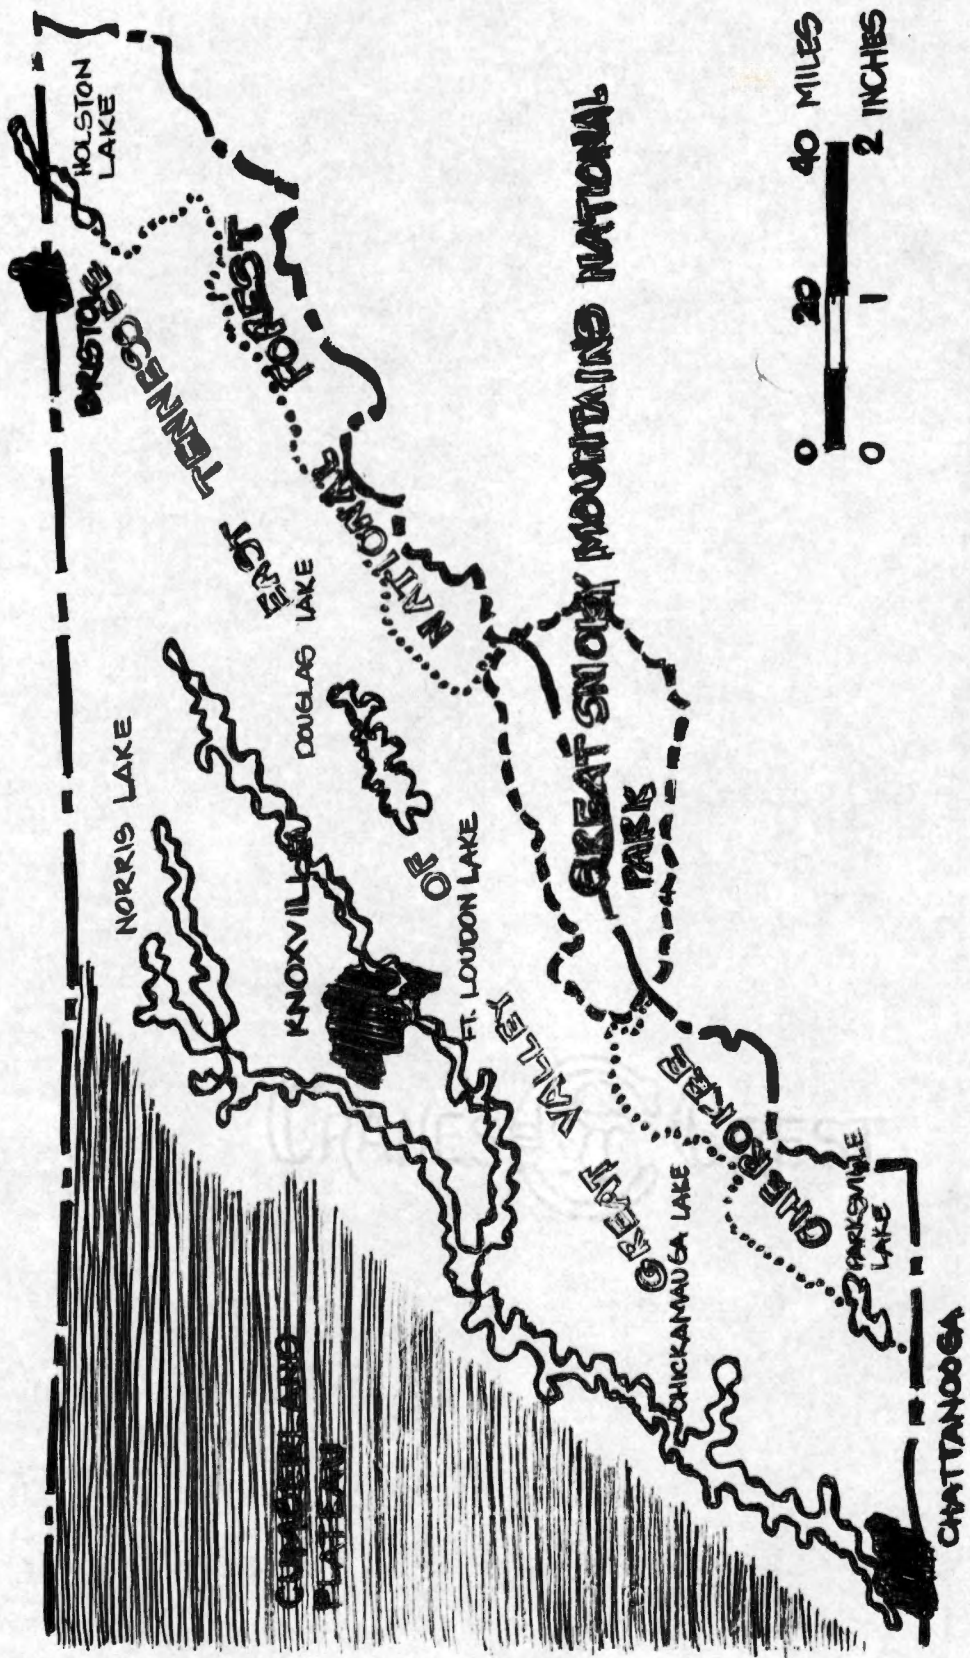 HOLSTON
LAKE
BRISTOL
NORRIS LAKE
KNOXVILLE
DOUGLAS LAKE
FT. LOUDON LAKE
GREAT VALLEY OF EAST TENNESSEE
CHEROKEE NATIONAL FOREST
GREAT SMOKY MOUNTAINS NATIONAL
PARK
CUMBERLAND
PLATEAU
CHICKAMAUGA LAKE
PARKSVILLE
LAKE
CHATTANOOGA
0 20 40 MILES
0 1 2 INCHES